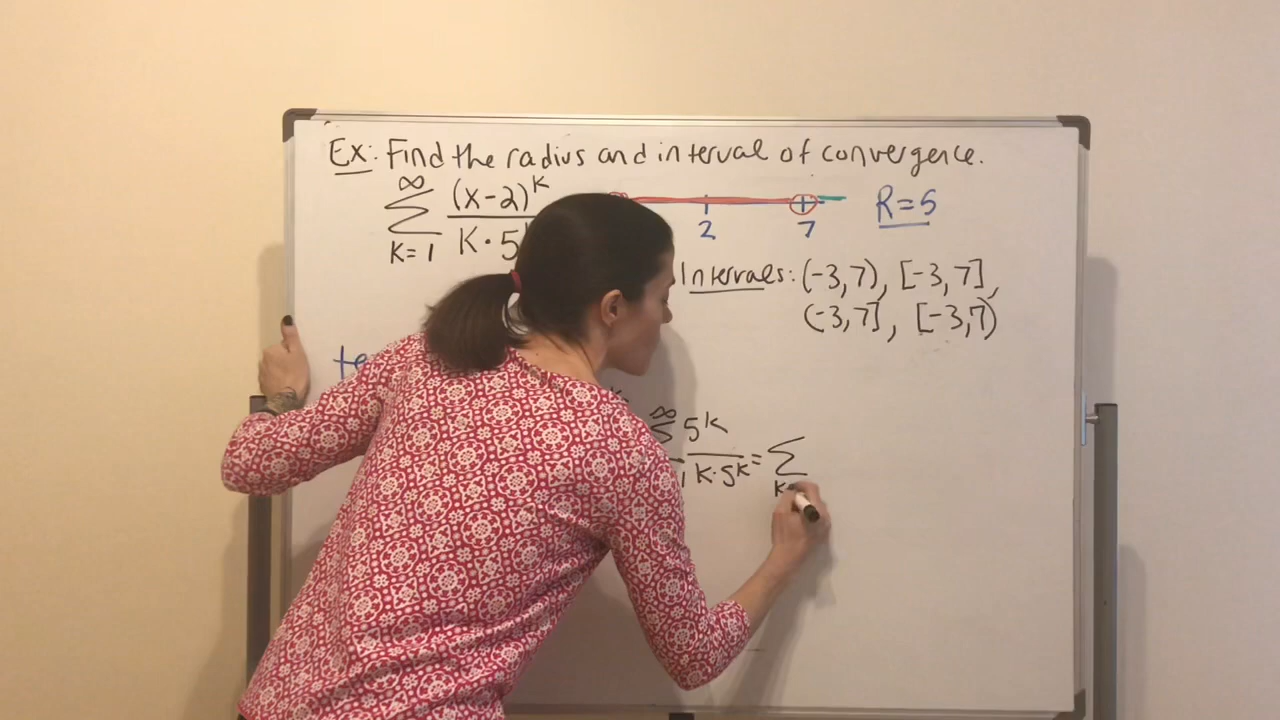 Ex: Find the radius and interval of convergence.
∞
∑ (x-2)^k
K=1 K·5
2 7
R=5
Intervals: (-3,7), [-3,7],
(-3,7], [-3,7)
te
∞
∑ 5^k
1 K·5^k = ∑
K=